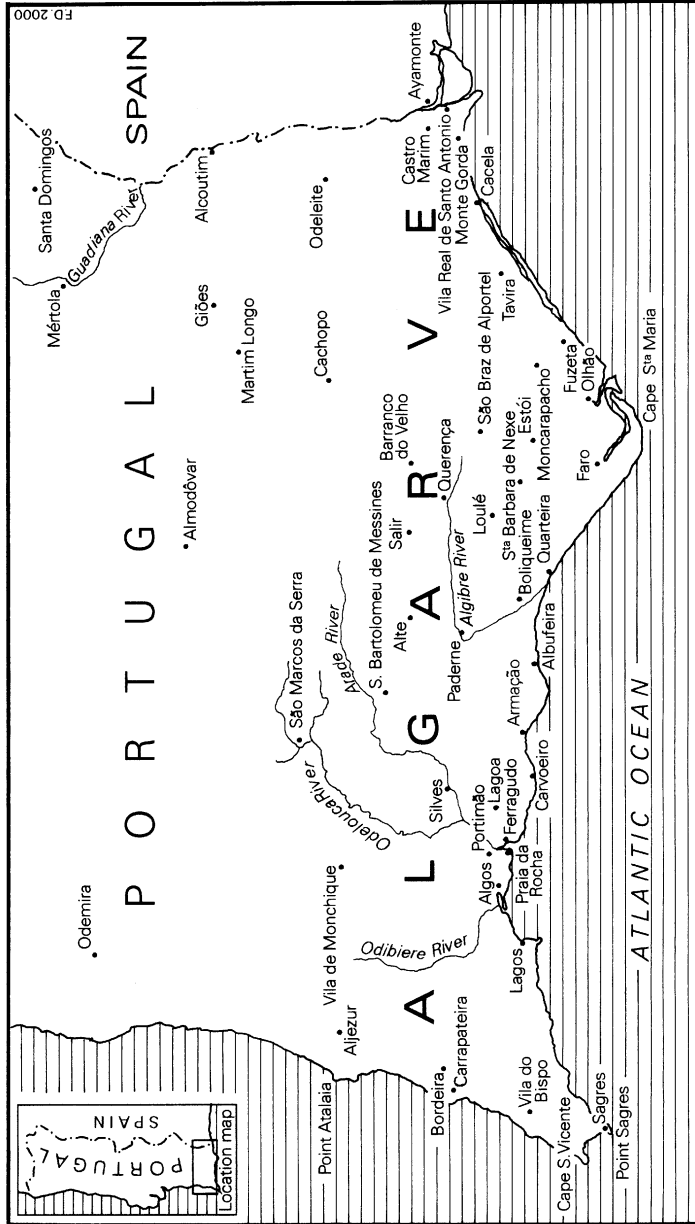 FD. 2000
PORTUGAL
SPAIN
Location map
PORTUGAL
SPAIN
ALGARVE
ATLANTIC OCEAN
Odemira
Almodôvar
Mértola
Guadiana River
Santa Domingos
Giões
Alcoutim
Martim Longo
Cachopo
Odeleite
Point Atalaia
Aljezur
Vila de Monchique
Odelouca River
São Marcos da Serra
Arade River
S. Bartolomeu de Messines
Alte
Salir
Barranco
do Velho
Querença
Bordeira
Carrapateira
Odibiere River
Silves
Paderne
Algibre River
Loulé
São Braz de Alportel
Castro
Marim
Ayamonte
Vila Real de Santo Antonio
Monte Gorda
Cacela
Tavira
Vila do
Bispo
Lagos
Algos
Portimão
Lagoa
Ferragudo
Praia da
Rocha
Carvoeiro
Armação
Albufeira
Boliqueime
Quarteira
Sta Barbara de Nexe
Estói
Moncarapacho
Fuzeta
Olhão
Faro
Cape Sta Maria
Cape S. Vicente
Sagres
Point Sagres